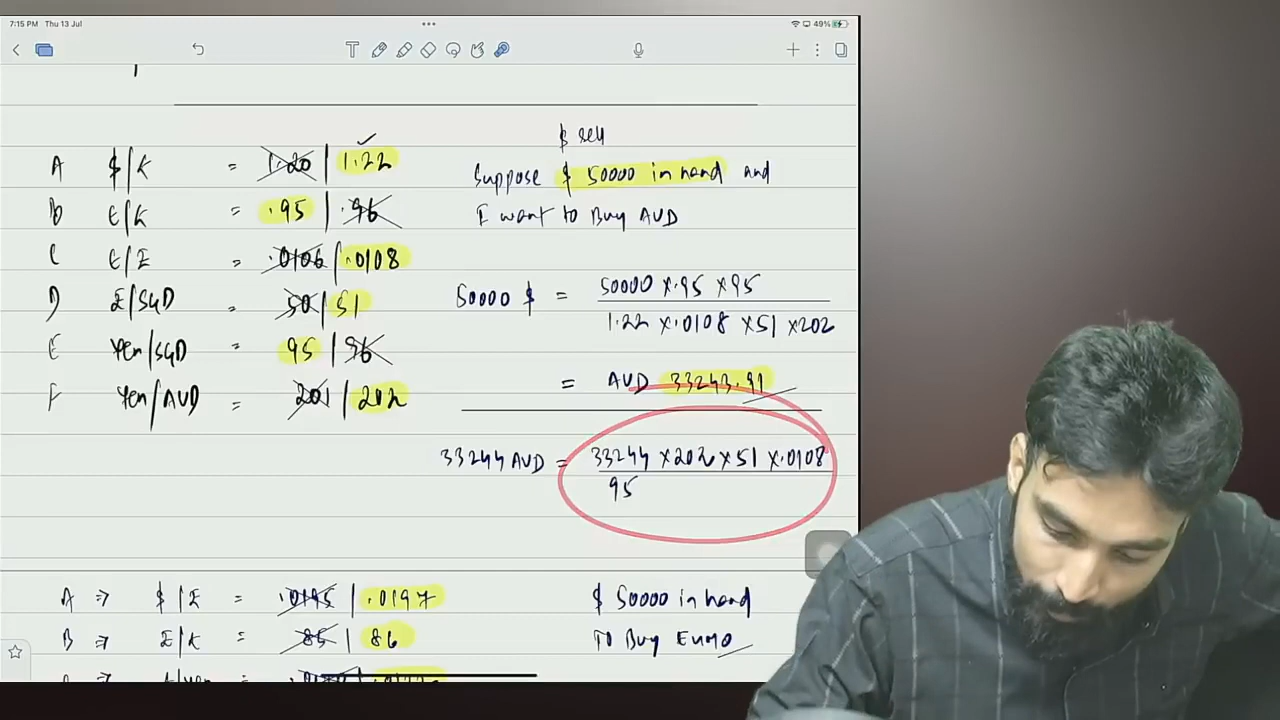 7:15 PM Thu 13 Jul
49%
$ sell
A $/K = 1.20 | 1.22
Suppose $ 50000 in hand and
B €/K = .95 | .96
I want to Buy AUD
C €/£ = .0106 | .0108
50000 $ = 50000 x .95 x 95
1.22 x .0108 x 51 x 202
D £/SGD = 50 | 51
E Yen/SGD = 95 | 96
= AUD 33243.91
F Yen/AUD = 201 | 202
33244 AUD = 33244 x 202 x 51 x .0108
95
A ⇒ $/£ = .0195 | .0197
$ 50000 in hand
B ⇒ £/K = 85 | 86
To Buy Euro